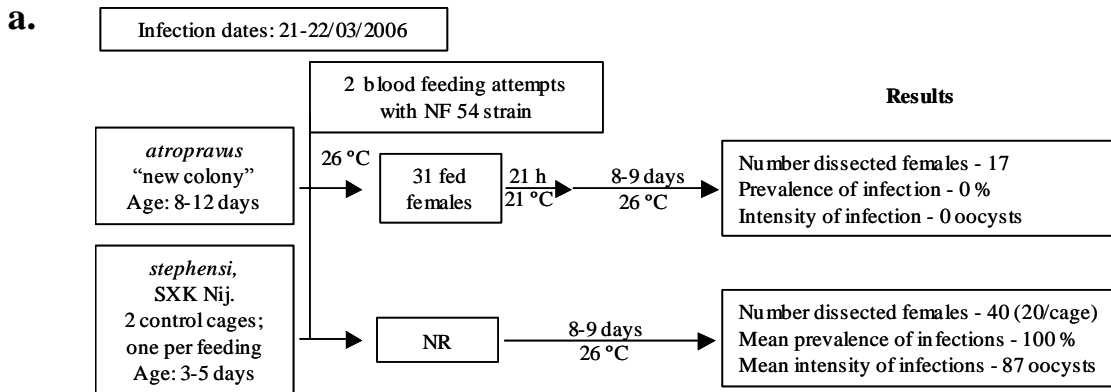 a.
Infection dates: 21-22/03/2006
2 blood feeding attempts
with NF 54 strain
Results
atropravus
“new colony”
Age: 8-12 days
26 ºC
31 fed
females
21 h
21 ºC
8-9 days
26 ºC
Number dissected females - 17
Prevalence of infection - 0 %
Intensity of infection - 0 oocysts
stephensi,
SXK Nij.
2 control cages;
one per feeding
Age: 3-5 days
NR
8-9 days
26 ºC
Number dissected females - 40 (20/cage)
Mean prevalence of infections - 100 %
Mean intensity of infections - 87 oocysts